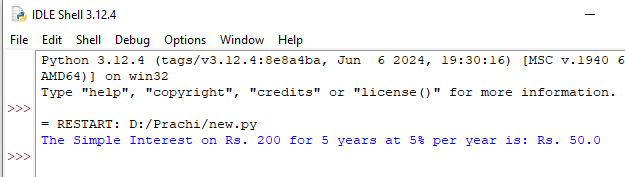 IDLE Shell 3.12.4
File Edit Shell Debug Options Window Help
Python 3.12.4 (tags/v3.12.4:8e8a4ba, Jun  6 2024, 19:30:16) [MSC v.1940 6
AMD64)] on win32
Type "help", "copyright", "credits" or "license()" for more information.
>>>
= RESTART: D:/Prachi/new.py
The Simple Interest on Rs. 200 for 5 years at 5% per year is: Rs. 50.0
>>>